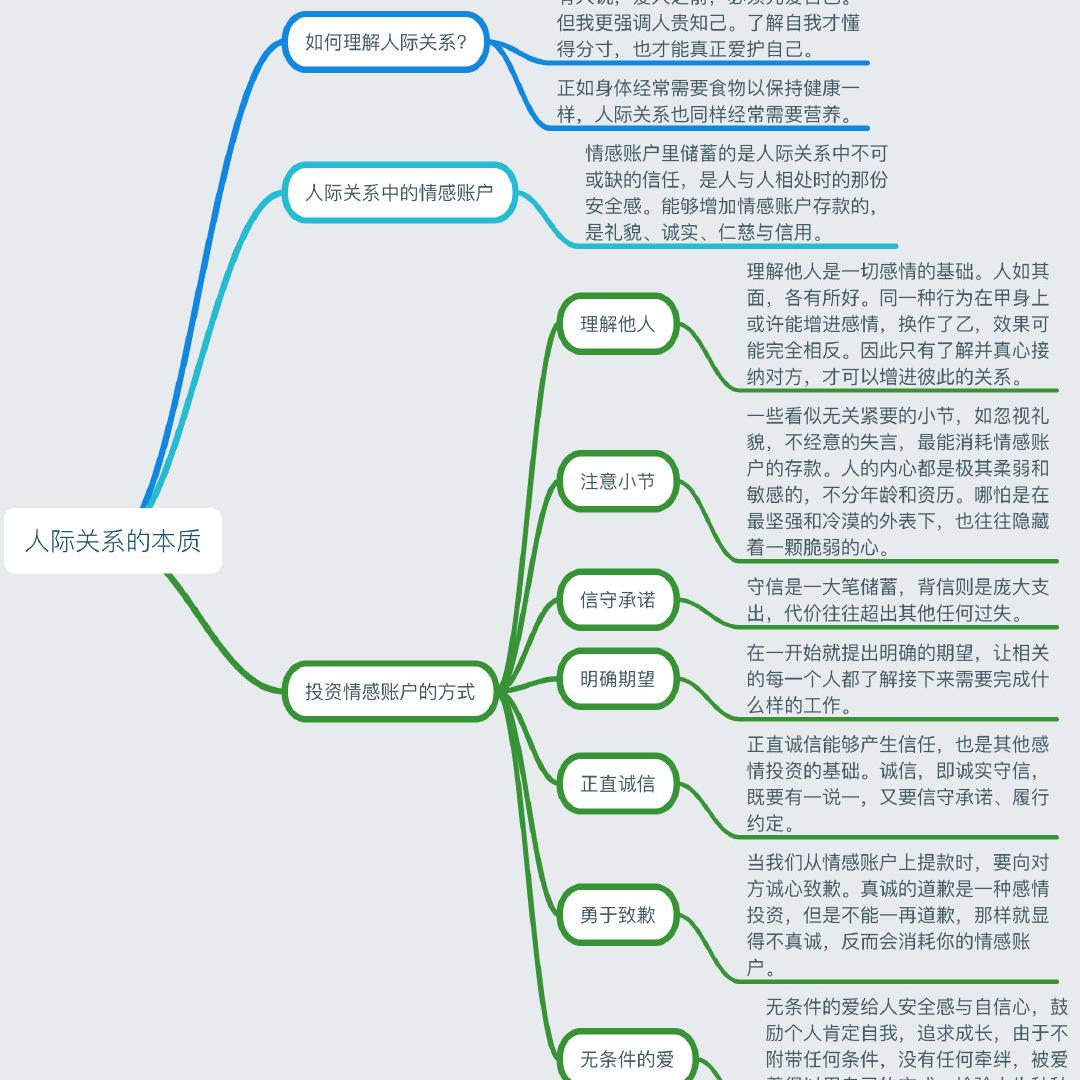 如何理解人际关系?
但我更强调人贵知己。了解自我才懂
得分寸，也才能真正爱护自己。
正如身体经常需要食物以保持健康一
样，人际关系也同样经常需要营养。
人际关系中的情感账户
情感账户里储蓄的是人际关系中不可
或缺的信任，是人与人相处时的那份
安全感。能够增加情感账户存款的，
是礼貌、诚实、仁慈与信用。
人际关系的本质
投资情感账户的方式
理解他人
理解他人是一切感情的基础。人如其
面，各有所好。同一种行为在甲身上
或许能增进感情，换作了乙，效果可
能完全相反。因此只有了解并真心接
纳对方，才可以增进彼此的关系。
注意小节
一些看似无关紧要的小节，如忽视礼
貌，不经意的失言，最能消耗情感账
户的存款。人的内心都是极其柔弱和
敏感的，不分年龄和资历。哪怕是在
最坚强和冷漠的外表下，也往往隐藏
着一颗脆弱的心。
信守承诺
守信是一大笔储蓄，背信则是庞大支
出，代价往往超出其他任何过失。
明确期望
在一开始就提出明确的期望，让相关
的每一个人都了解接下来需要完成什
么样的工作。
正直诚信
正直诚信能够产生信任，也是其他感
情投资的基础。诚信，即诚实守信，
既要有一说一，又要信守承诺、履行
约定。
勇于致歉
当我们从情感账户上提款时，要向对
方诚心致歉。真诚的道歉是一种感情
投资，但是不能一再道歉，那样就显
得不真诚，反而会消耗你的情感账
户。
无条件的爱
无条件的爱给人安全感与自信心，鼓
励个人肯定自我，追求成长，由于不
附带任何条件，没有任何牵绊，被爱